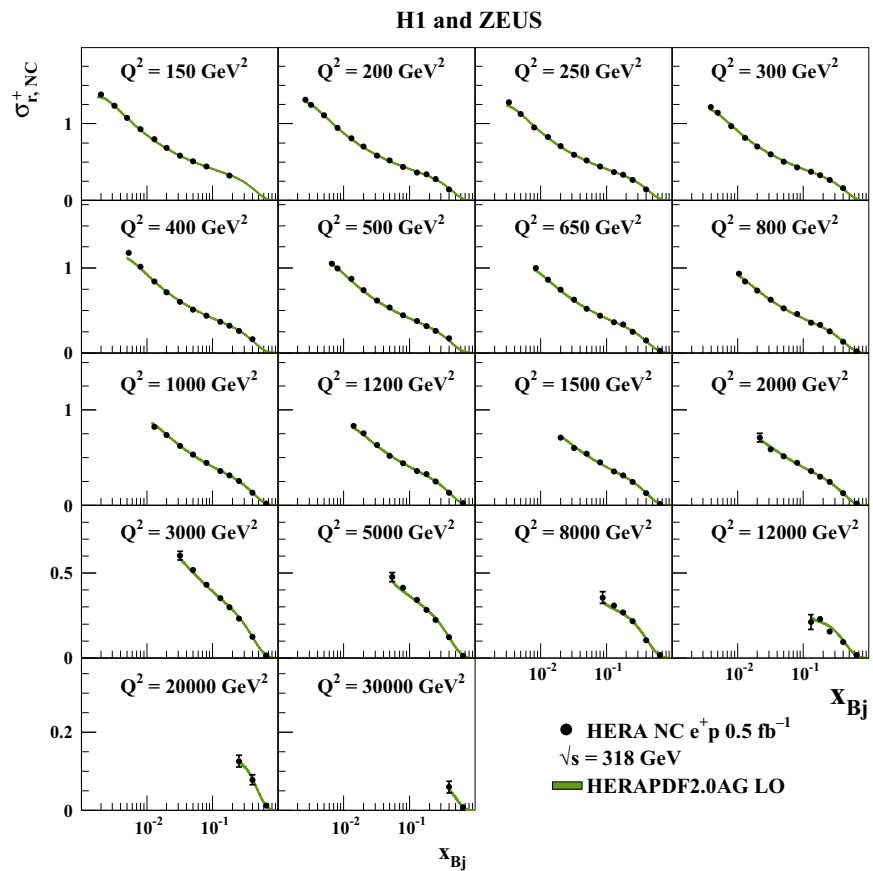 H1 and ZEUS
σ⁺r, NC
Q² = 150 GeV² Q² = 200 GeV² Q² = 250 GeV² Q² = 300 GeV²
1
0
Q² = 400 GeV² Q² = 500 GeV² Q² = 650 GeV² Q² = 800 GeV²
1
0
Q² = 1000 GeV² Q² = 1200 GeV² Q² = 1500 GeV² Q² = 2000 GeV²
1
0
Q² = 3000 GeV² Q² = 5000 GeV² Q² = 8000 GeV² Q² = 12000 GeV²
0.5
0
10⁻² 10⁻¹ 10⁻² 10⁻¹
xBj
Q² = 20000 GeV² Q² = 30000 GeV²
0.2
0
10⁻² 10⁻¹ 10⁻² 10⁻¹
xBj
HERA NC e⁺p 0.5 fb⁻¹
√s = 318 GeV
HERAPDF2.0AG LO